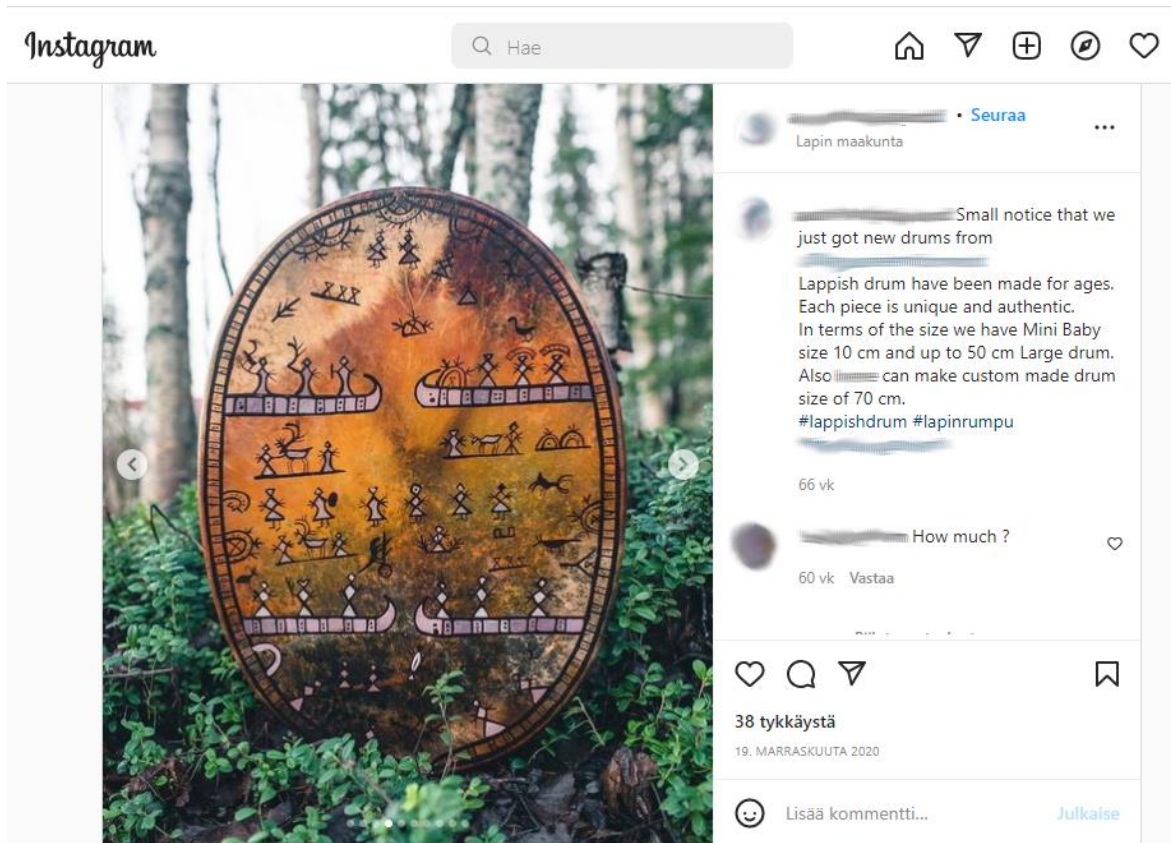 Instagram
Hae
• Seuraa
Lapin maakunta
Small notice that we
just got new drums from
Lappish drum have been made for ages.
Each piece is unique and authentic.
In terms of the size we have Mini Baby
size 10 cm and up to 50 cm Large drum.
Also can make custom made drum
size of 70 cm.
#lappishdrum #lapinrumpu
66 vk
How much ?
60 vk Vastaa
38 tykkäystä
19. MARRASKUUTA 2020
Lisää kommentti...
Julkaise